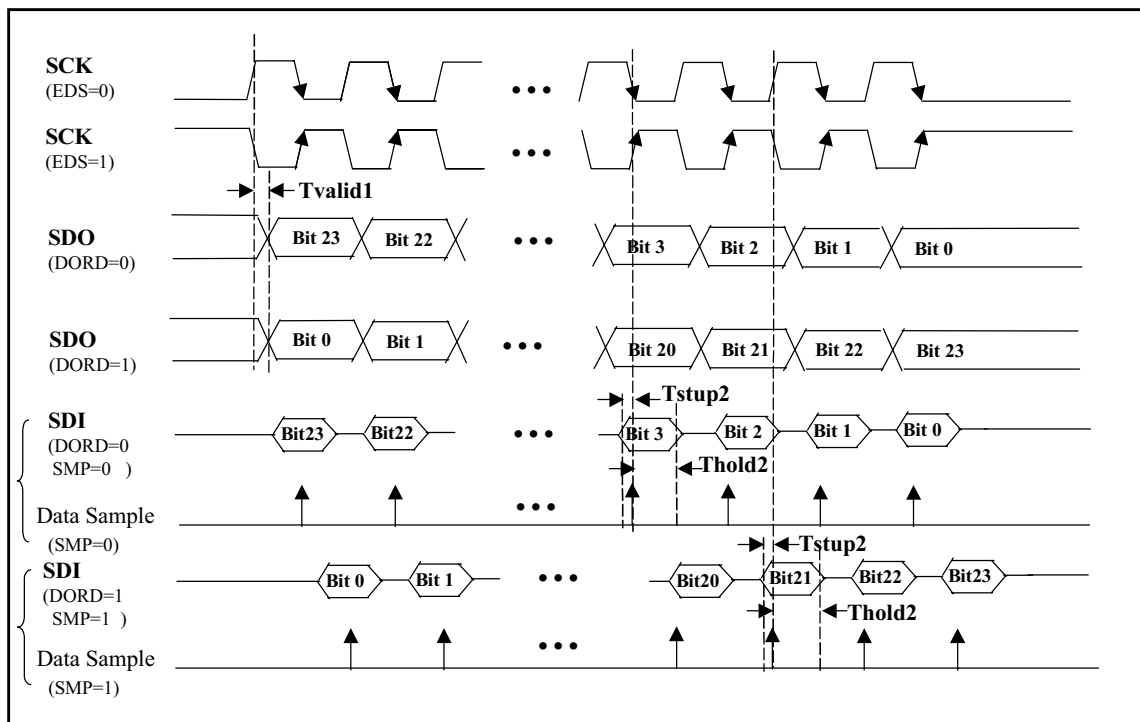 SCK
(EDS=0)
• • •
SCK
(EDS=1)
• • •
Tvalid1
SDO
(DORD=0)
Bit 23 Bit 22 • • • Bit 3 Bit 2 Bit 1 Bit 0
SDO
(DORD=1)
Bit 0 Bit 1 • • • Bit 20 Bit 21 Bit 22 Bit 23
Tstup2
SDI
(DORD=0
SMP=0 )
Bit23 Bit22 • • • Bit 3 Bit 2 Bit 1 Bit 0
Thold2
Data Sample
(SMP=0)
• • •
Tstup2
SDI
(DORD=1
SMP=1 )
Bit 0 Bit 1 • • • Bit20 Bit21 Bit22 Bit23
Thold2
Data Sample
(SMP=1)
• • •